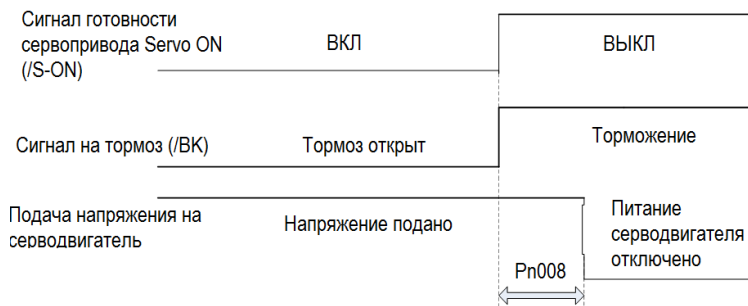 Сигнал готовности
сервопривода Servo ON
(/S-ON)
ВКЛ
ВЫКЛ
Сигнал на тормоз (/BK)
Тормоз открыт
Торможение
Подача напряжения на
серводвигатель
Напряжение подано
Питание
серводвигателя
отключено
Pn008